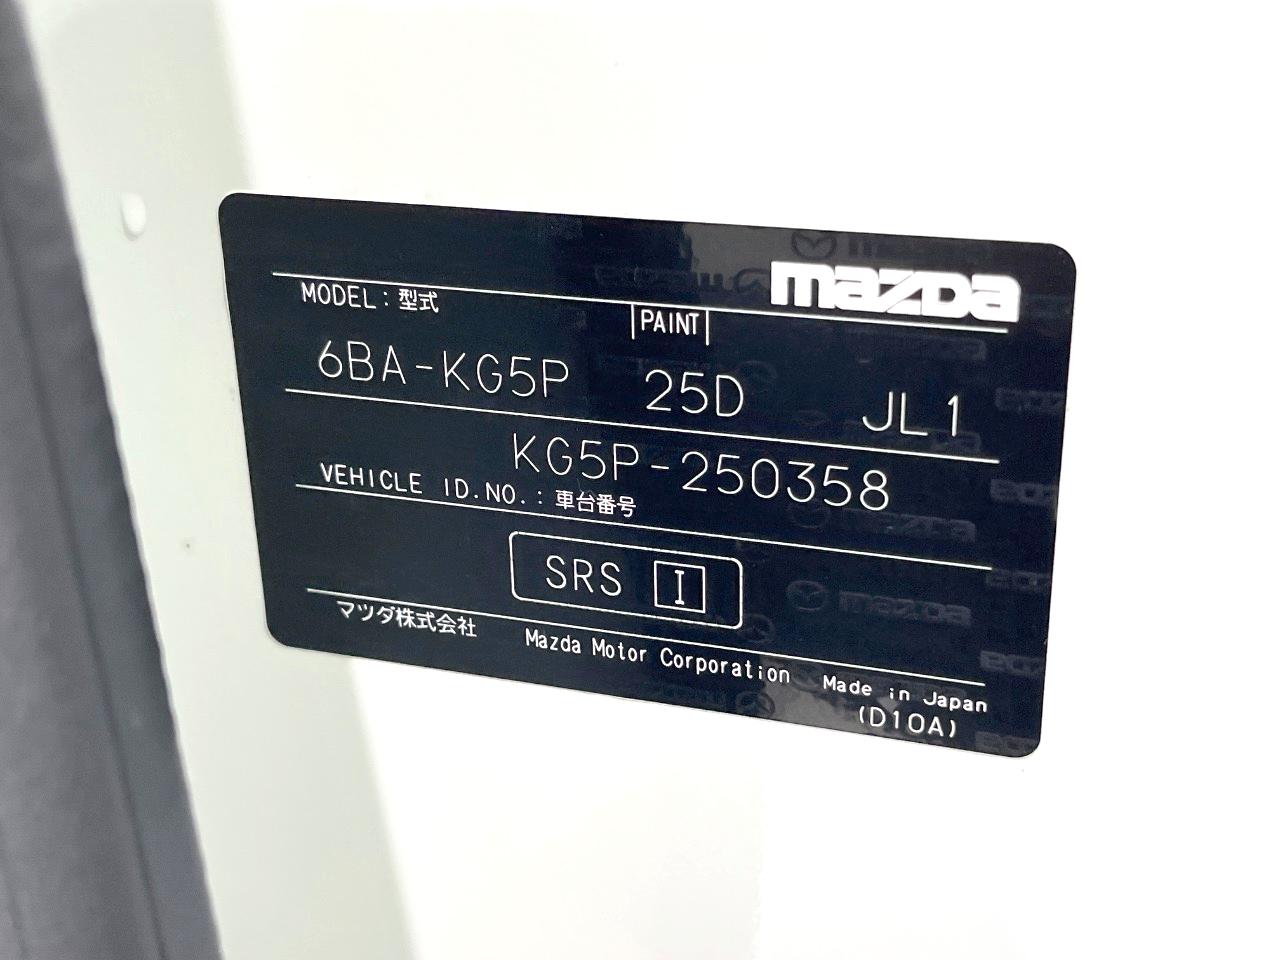 mazda
MODEL : 型式
PAINT
6BA-KG5P 25D JL1
KG5P-250358
VEHICLE ID.NO. : 車台番号
SRS I
マツダ株式会社 Mazda Motor Corporation Made in Japan
(D10A)